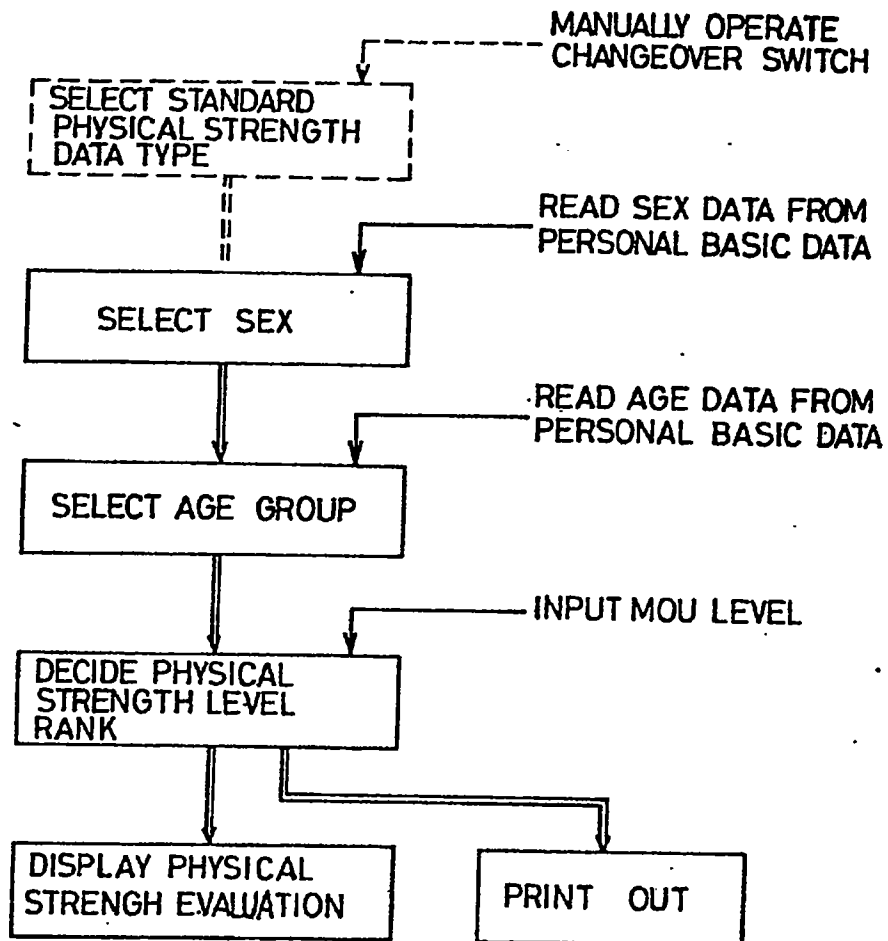 MANUALLY OPERATE
CHANGEOVER SWITCH
SELECT STANDARD
PHYSICAL STRENGTH
DATA TYPE
READ SEX DATA FROM
PERSONAL BASIC DATA
SELECT SEX
READ AGE DATA FROM
PERSONAL BASIC DATA
SELECT AGE GROUP
INPUT MOU LEVEL
DECIDE PHYSICAL
STRENGTH LEVEL
RANK
DISPLAY PHYSICAL
STRENGH EVALUATION
PRINT OUT